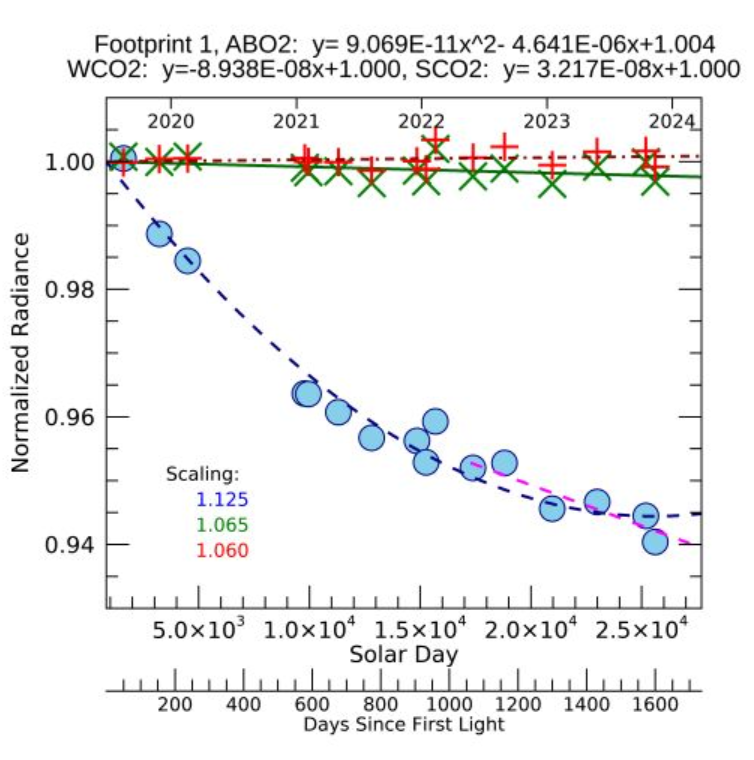 Footprint 1, ABO2: y= 9.069E-11x^2- 4.641E-06x+1.004
WCO2: y=-8.938E-08x+1.000, SCO2: y= 3.217E-08x+1.000
2020 2021 2022 2023 2024
1.00
0.98
0.96
0.94
Normalized Radiance
Scaling:
1.125
1.065
1.060
5.0×10³ 1.0×10⁴ 1.5×10⁴ 2.0×10⁴ 2.5×10⁴
Solar Day
200 400 600 800 1000 1200 1400 1600
Days Since First Light